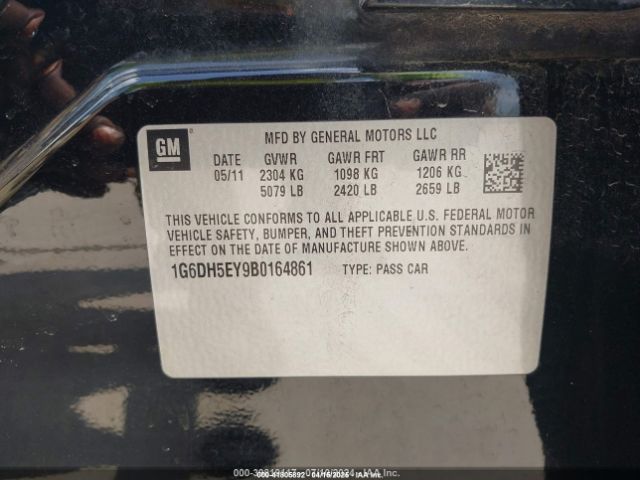 GM
MFD BY GENERAL MOTORS LLC
DATE GVWR GAWR FRT GAWR RR
05/11 2304 KG 1098 KG 1206 KG
5079 LB 2420 LB 2659 LB
THIS VEHICLE CONFORMS TO ALL APPLICABLE U.S. FEDERAL MOTOR
VEHICLE SAFETY, BUMPER, AND THEFT PREVENTION STANDARDS IN
EFFECT ON THE DATE OF MANUFACTURE SHOWN ABOVE.
1G6DH5EY9B0164861 TYPE: PASS CAR